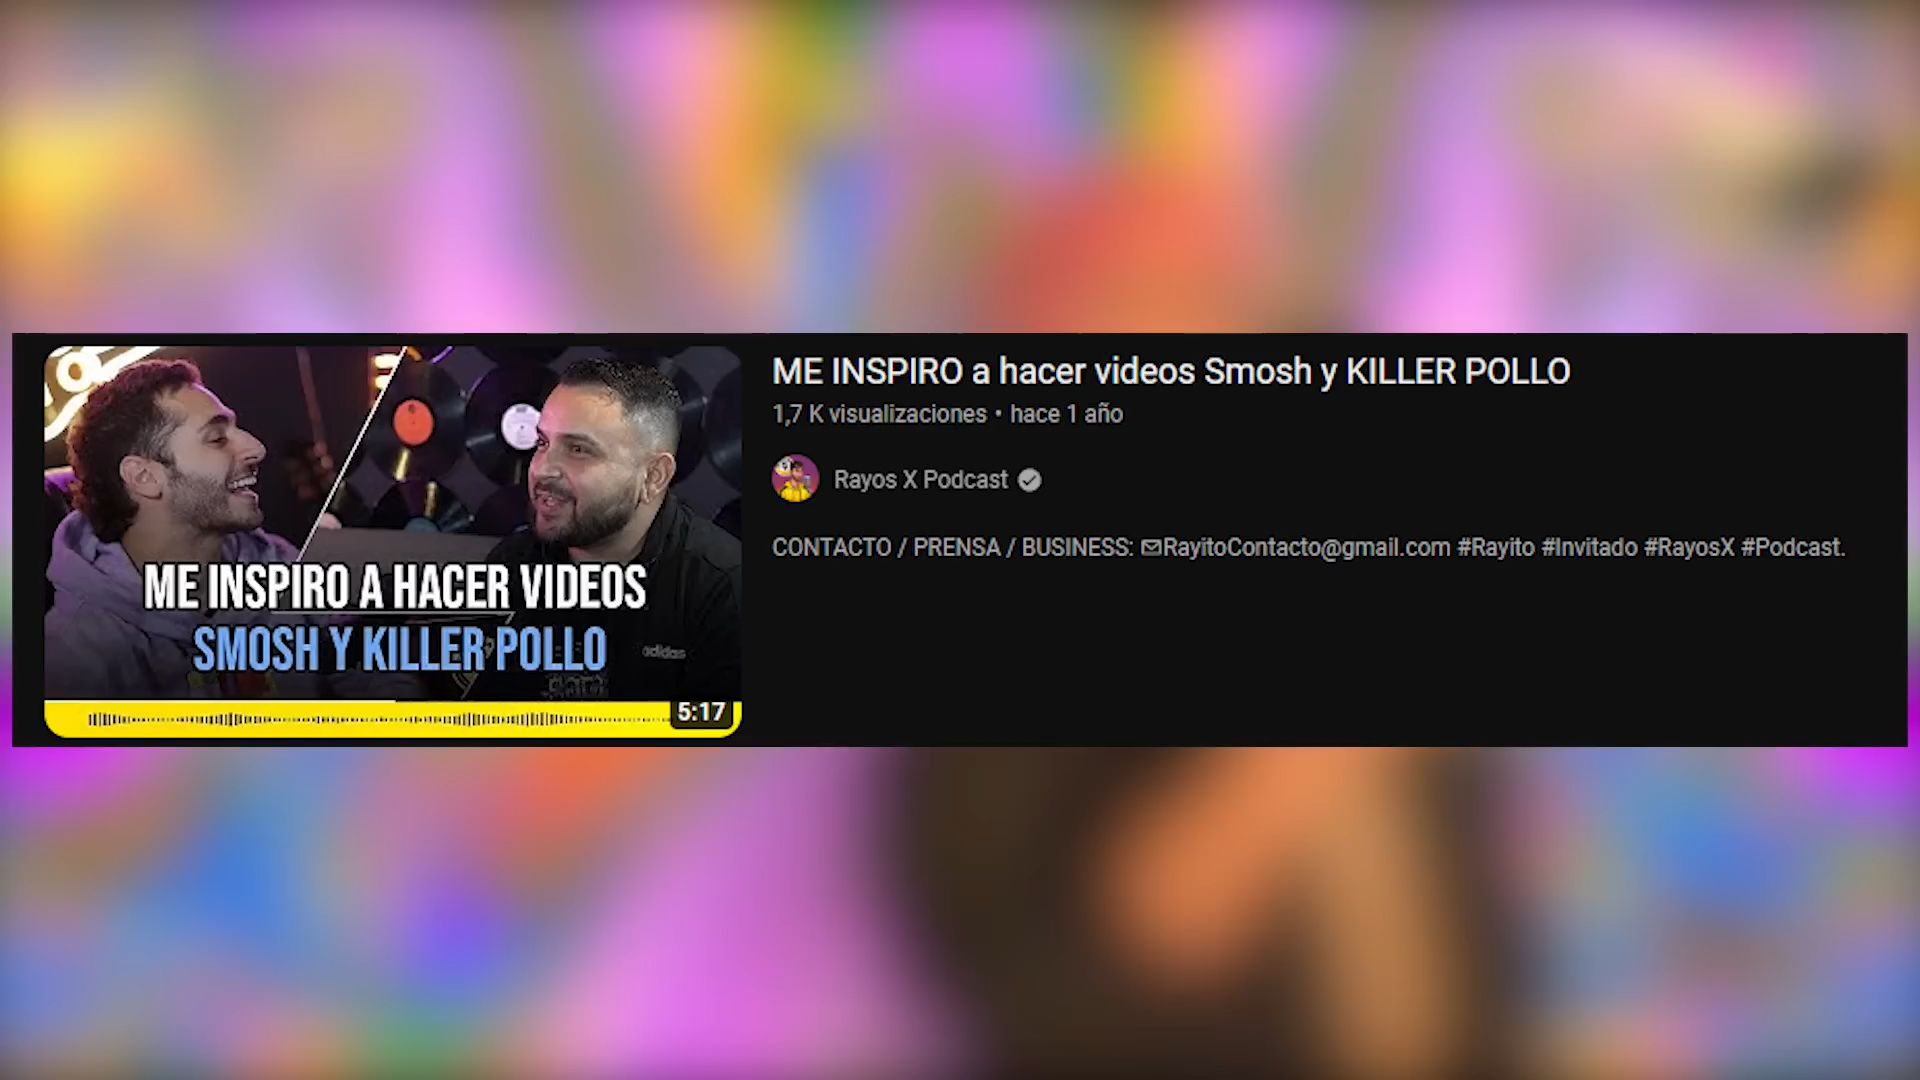 ME INSPIRO A HACER VIDEOS
SMOSH Y KILLER POLLO
adidas
5:17
ME INSPIRO a hacer videos Smosh y KILLER POLLO
1,7 K visualizaciones • hace 1 año
Rayos X Podcast
CONTACTO / PRENSA / BUSINESS: ✉RayitoContacto@gmail.com #Rayito #Invitado #RayosX #Podcast.